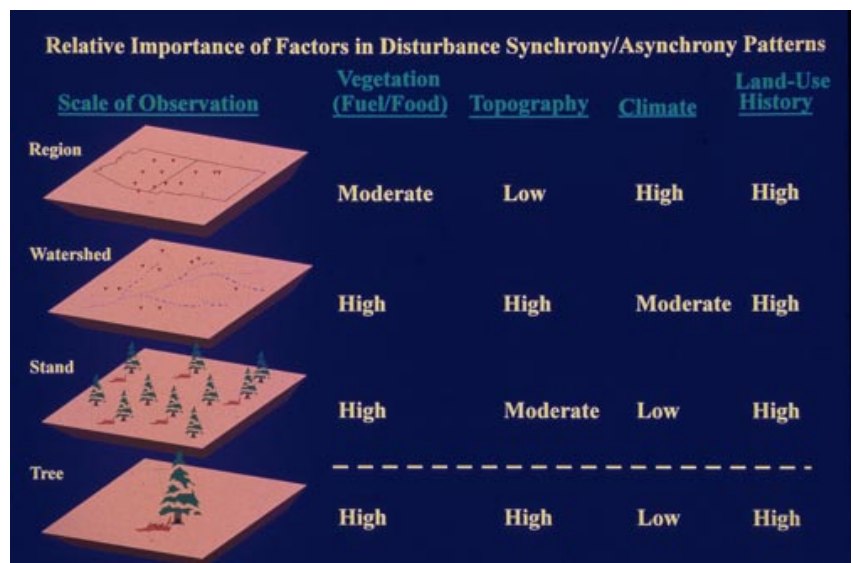 Relative Importance of Factors in Disturbance Synchrony/Asynchrony Patterns
Scale of Observation
Vegetation
(Fuel/Food)
Topography
Climate
Land-Use
History
Region
Moderate Low High High
Watershed
High High Moderate High
Stand
High Moderate Low High
Tree
High High Low High